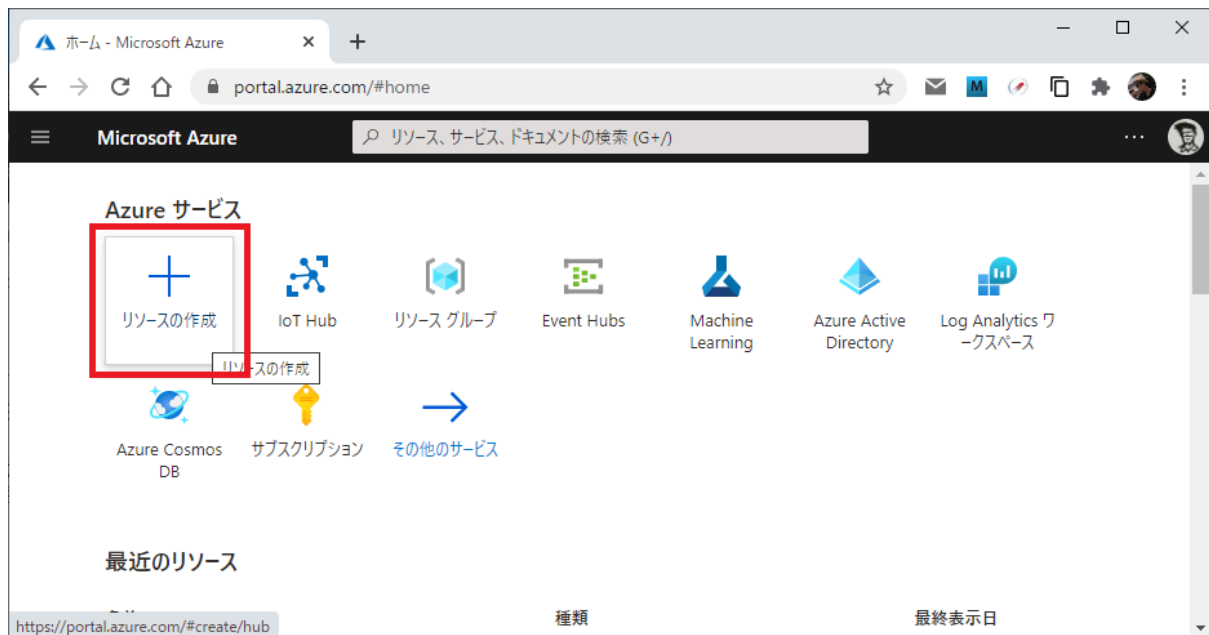 ホーム - Microsoft Azure
portal.azure.com/#home
M
Microsoft Azure
リソース、サービス、ドキュメントの検索 (G+/)
Azure サービス
リソースの作成
IoT Hub
リソース グループ
Event Hubs
Machine
Learning
Azure Active
Directory
Log Analytics ワ
ークスペース
リソースの作成
Azure Cosmos
DB
サブスクリプション
その他のサービス
最近のリソース
種類
最終表示日
https://portal.azure.com/#create/hub